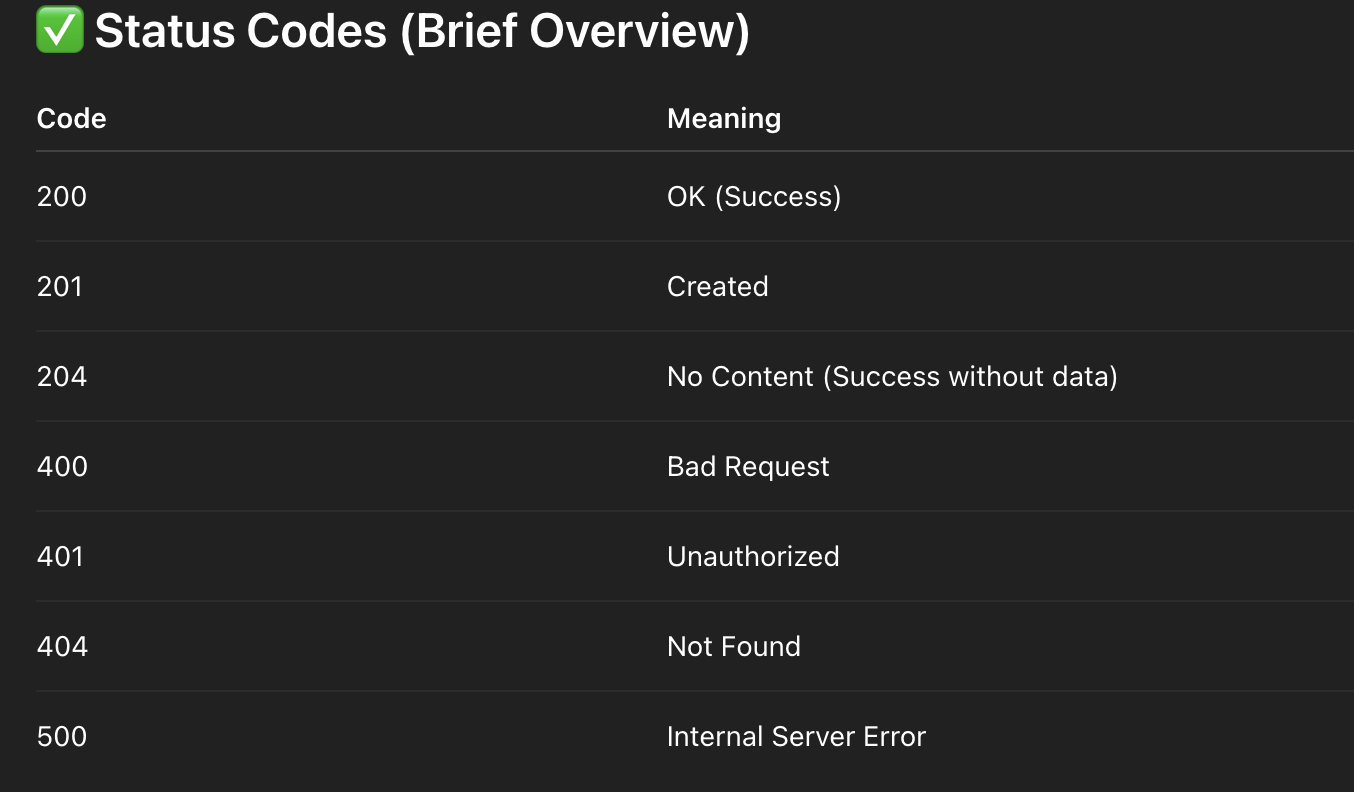 ✅ Status Codes (Brief Overview)
Code Meaning
200 OK (Success)
201 Created
204 No Content (Success without data)
400 Bad Request
401 Unauthorized
404 Not Found
500 Internal Server Error